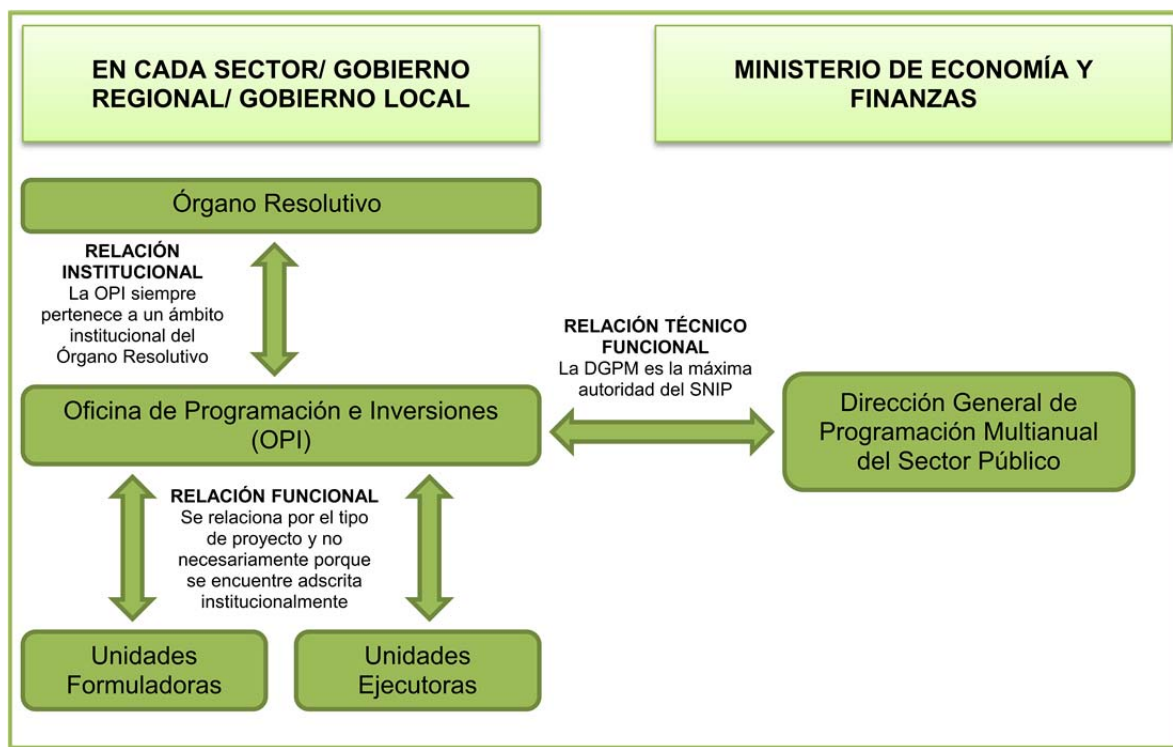 EN CADA SECTOR/ GOBIERNO
REGIONAL/ GOBIERNO LOCAL
MINISTERIO DE ECONOMÍA Y
FINANZAS
Órgano Resolutivo
RELACIÓN
INSTITUCIONAL
La OPI siempre
pertenece a un ámbito
institucional del
Órgano Resolutivo
RELACIÓN TÉCNICO
FUNCIONAL
La DGPM es la máxima
autoridad del SNIP
Oficina de Programación e Inversiones
(OPI)
Dirección General de
Programación Multianual
del Sector Público
RELACIÓN FUNCIONAL
Se relaciona por el tipo
de proyecto y no
necesariamente porque
se encuentre adscrita
institucionalmente
Unidades
Formuladoras
Unidades
Ejecutoras